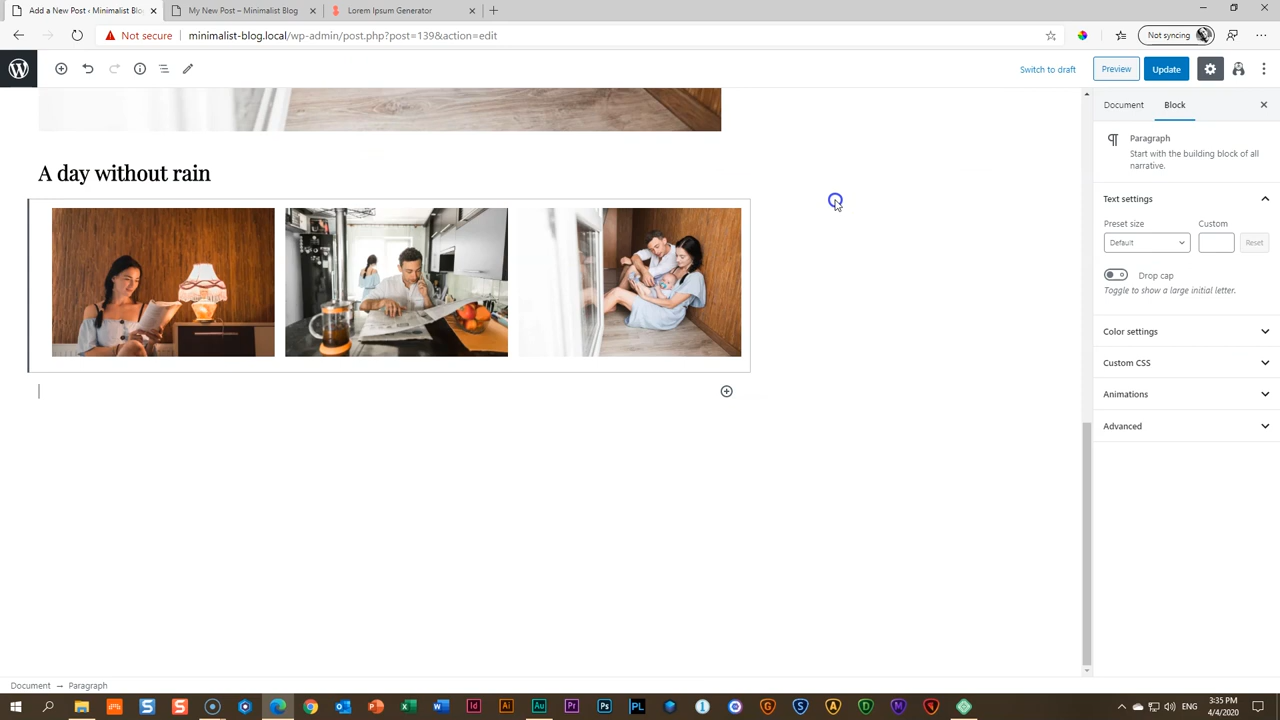 Add a New Post ‹ Minimalist Blo
My New Post – Minimalist Blog
Lorem Ipsum Generator
Not secure
minimalist-blog.local/wp-admin/post.php?post=139&action=edit
Not syncing
Switch to draft
Preview
Update
Document
Block
Paragraph
Start with the building block of all
narrative.
A day without rain
Text settings
Preset size
Custom
Default
Reset
Drop cap
Toggle to show a large initial letter.
Color settings
Custom CSS
Animations
Advanced
Document → Paragraph
ENG
3:35 PM
4/4/2020